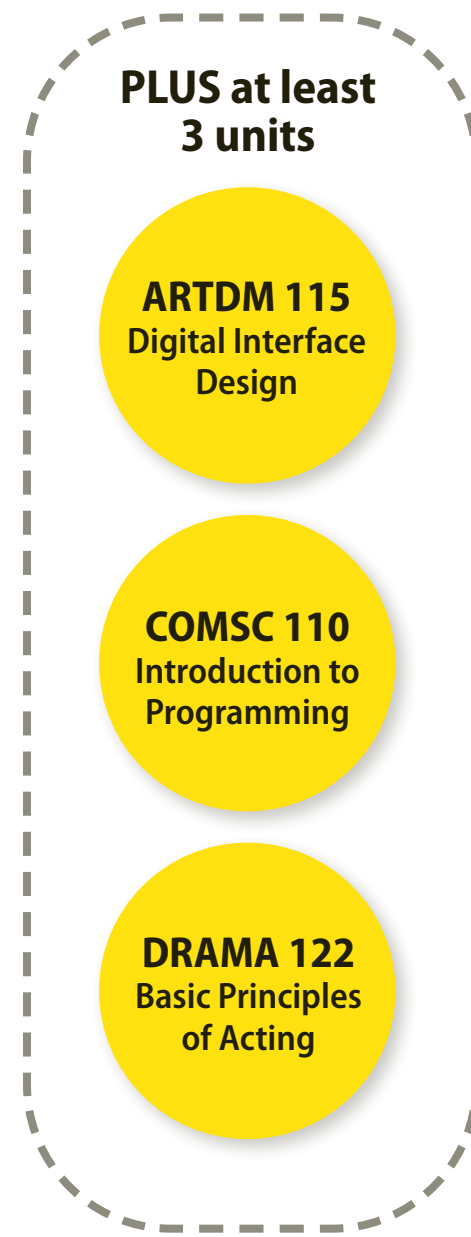 PLUS at least
3 units
ARTDM 115
Digital Interface
Design
COMSC 110
Introduction to
Programming
DRAMA 122
Basic Principles
of Acting